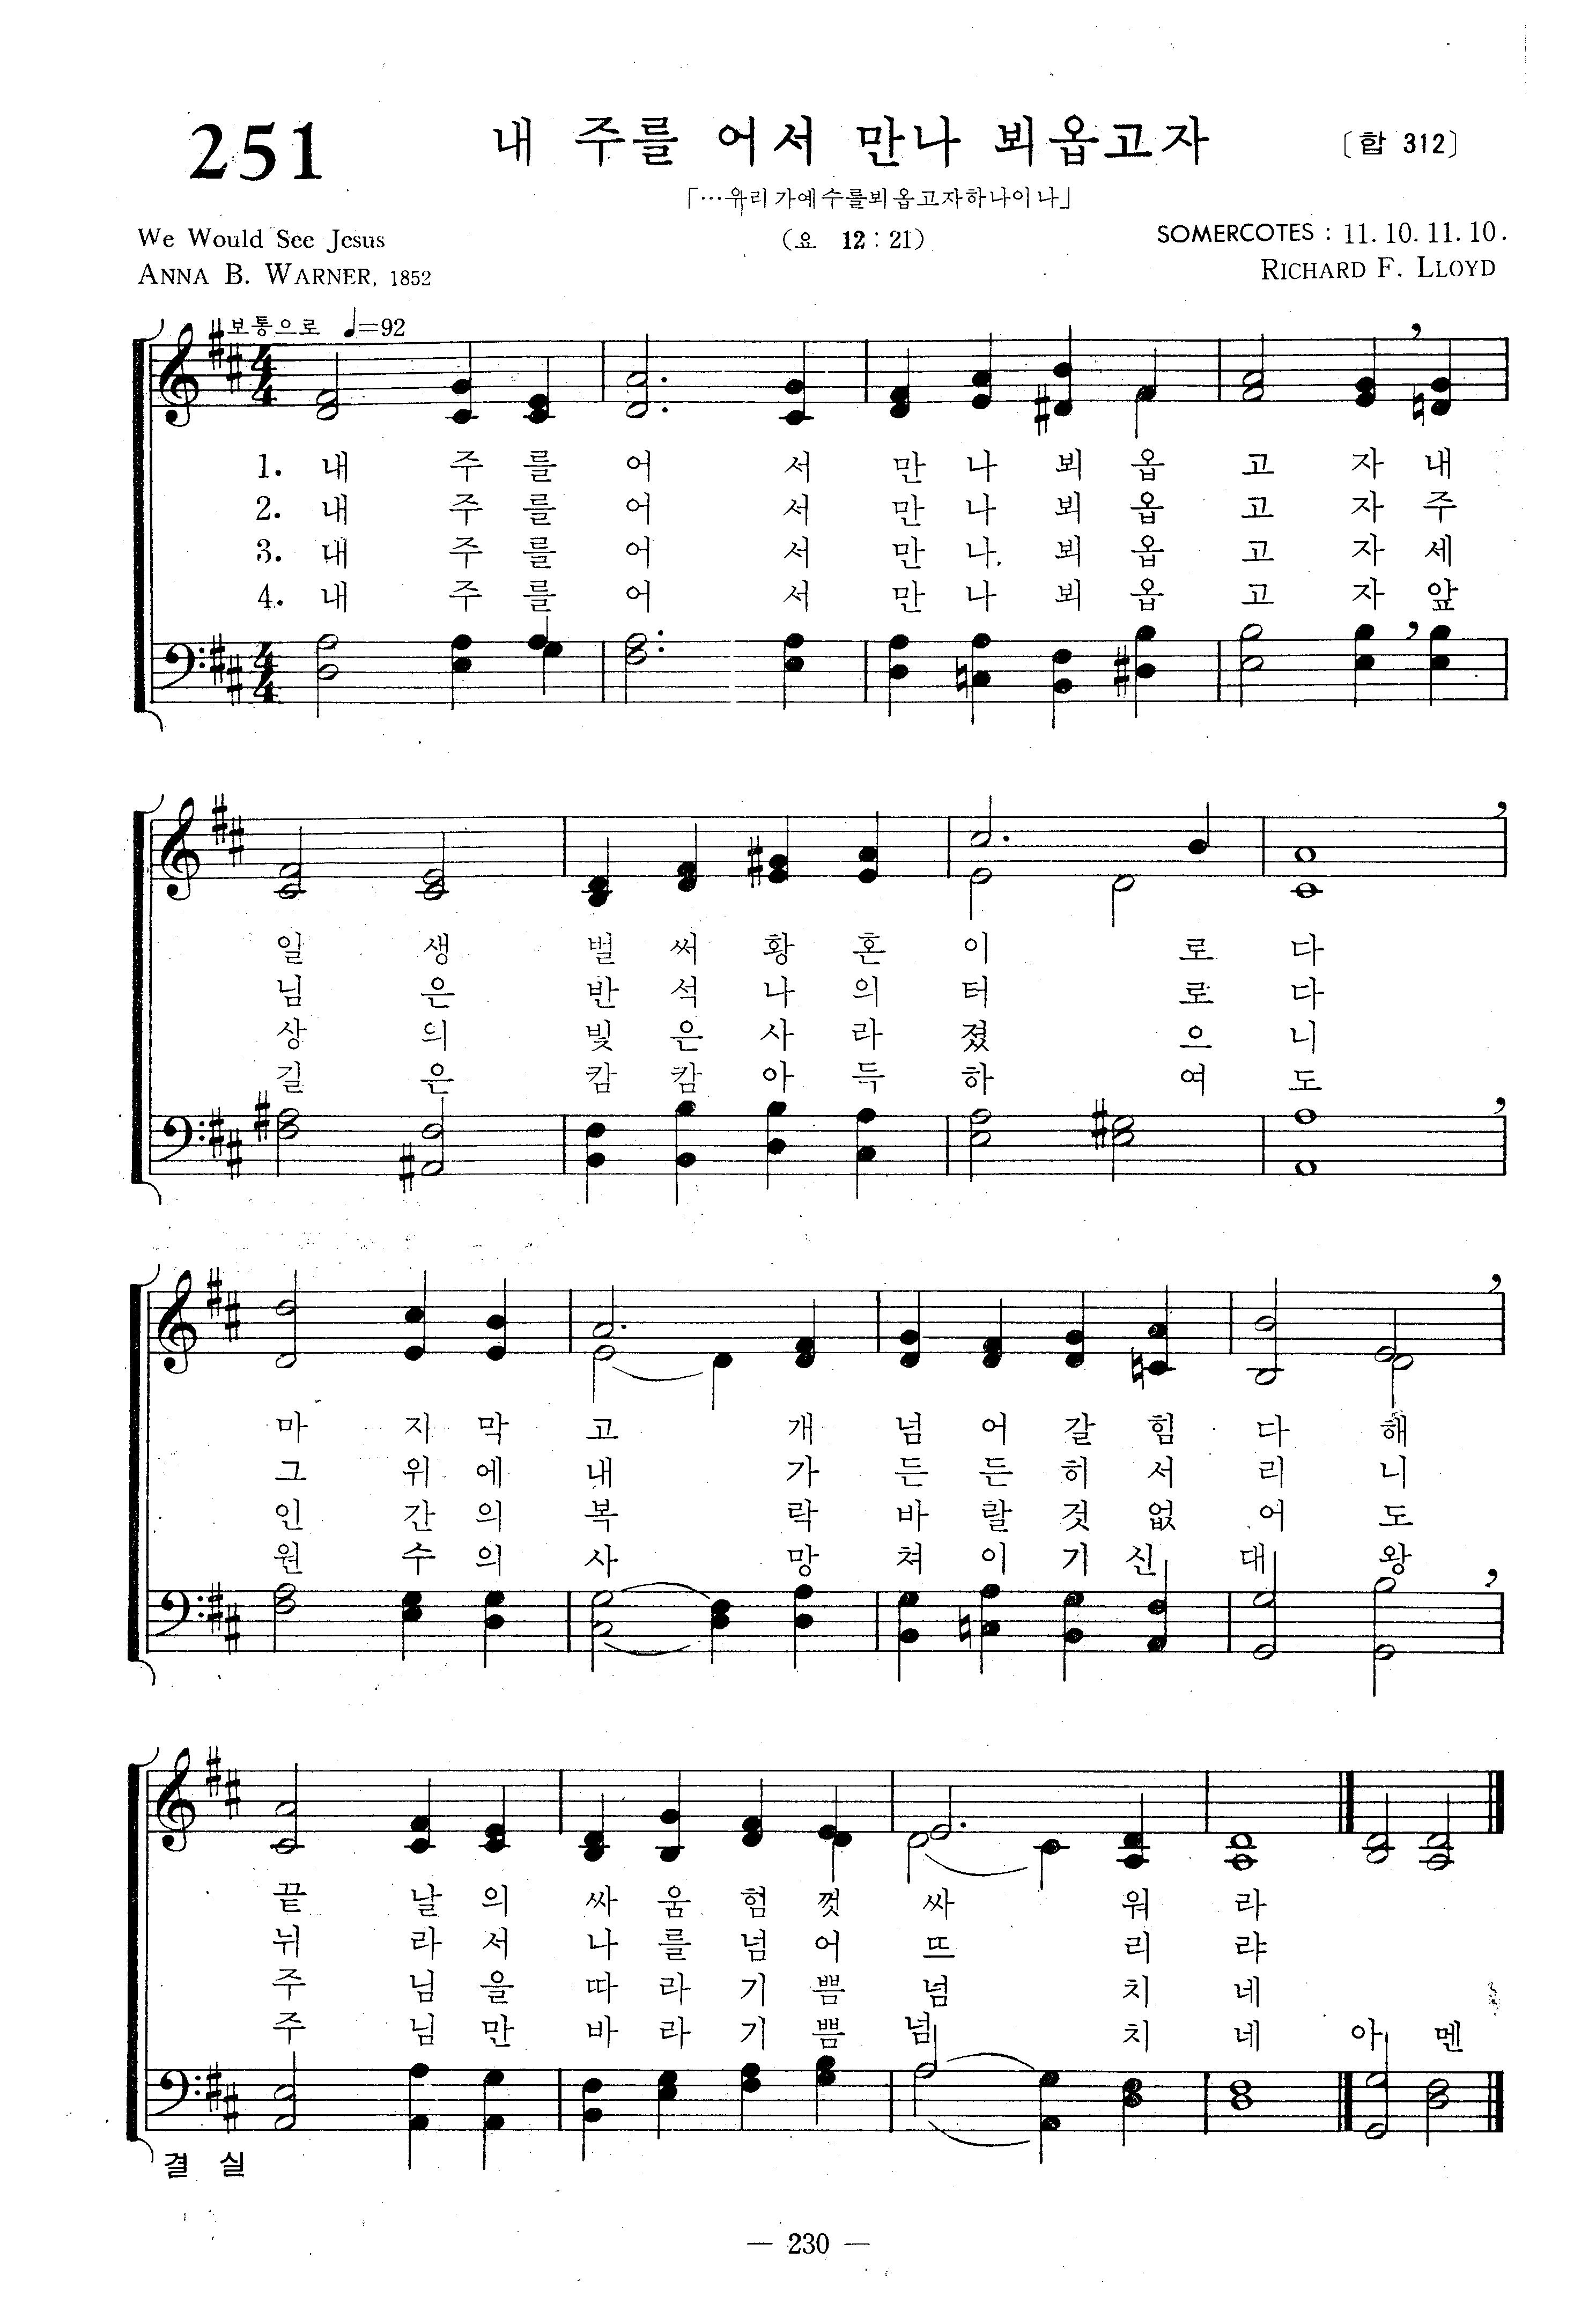 251
내 주를 어서 만나 뵈옵고자
〔합 312〕
「…우리가예수를뵈옵고자하나이나」
We Would See Jesus
(요 12 : 21)
SOMERCOTES : 11. 10. 11. 10.
ANNA B. WARNER, 1852
RICHARD F. LLOYD
보통으로 ♩=92
4 4
1. 내 주 를 어 서 만 나 뵈 옵 고 자 내
2. 내 주 를 어 서 만 나 뵈 옵 고 자 주
3. 내 주 를 어 서 만 나 뵈 옵 고 자 세
4. 내 주 를 어 서 만 나 뵈 옵 고 자 앞
4 4
일 생 벌 써 황 혼 이 로 다
님 은 반 석 나 의 터 로 다
상 의 빛 은 사 라 졌 으 니
길 은 캄 캄 아 득 하 여 도
마 지 막 고 개 넘 어 갈 힘 다 해
그 위 에 내 가 든 든 히 서 리 니
인 간 의 복 락 바 랄 것 없 어 도
원 수 의 사 망 쳐 이 기 신 대 왕
끝 날 의 싸 움 힘 껏 싸 워 라
뉘 라 서 나 를 넘 어 뜨 리 랴
주 님 을 따 라 기 쁨 넘 치 네
주 님 만 바 라 기 쁨 넘 치 네 아 멘
결 실
— 230 —